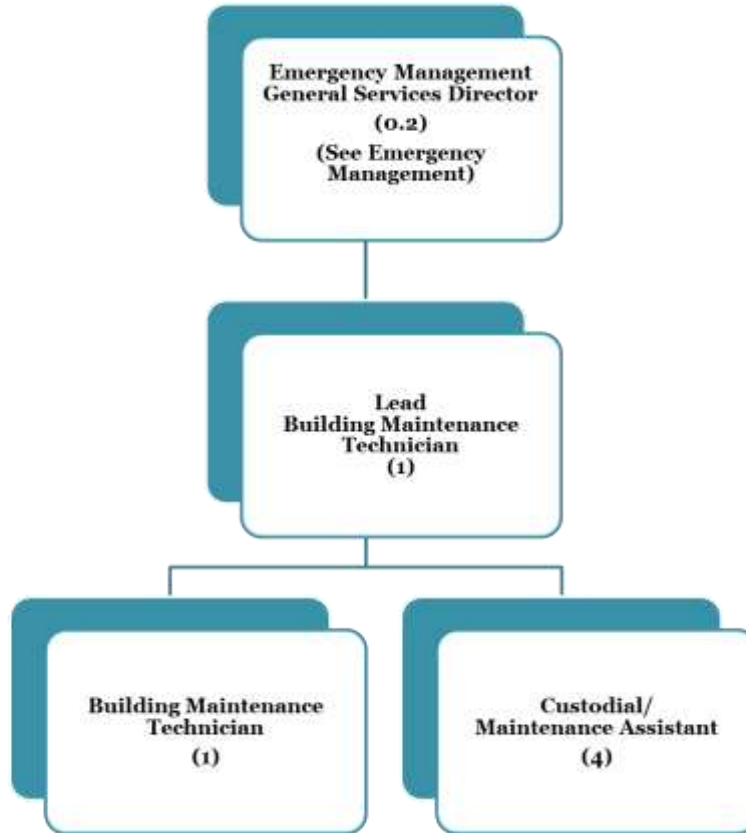 Emergency Management
General Services Director
(0.2)
(See Emergency
Management)
Lead
Building Maintenance
Technician
(1)
Building Maintenance
Technician
(1)
Custodial/
Maintenance Assistant
(4)